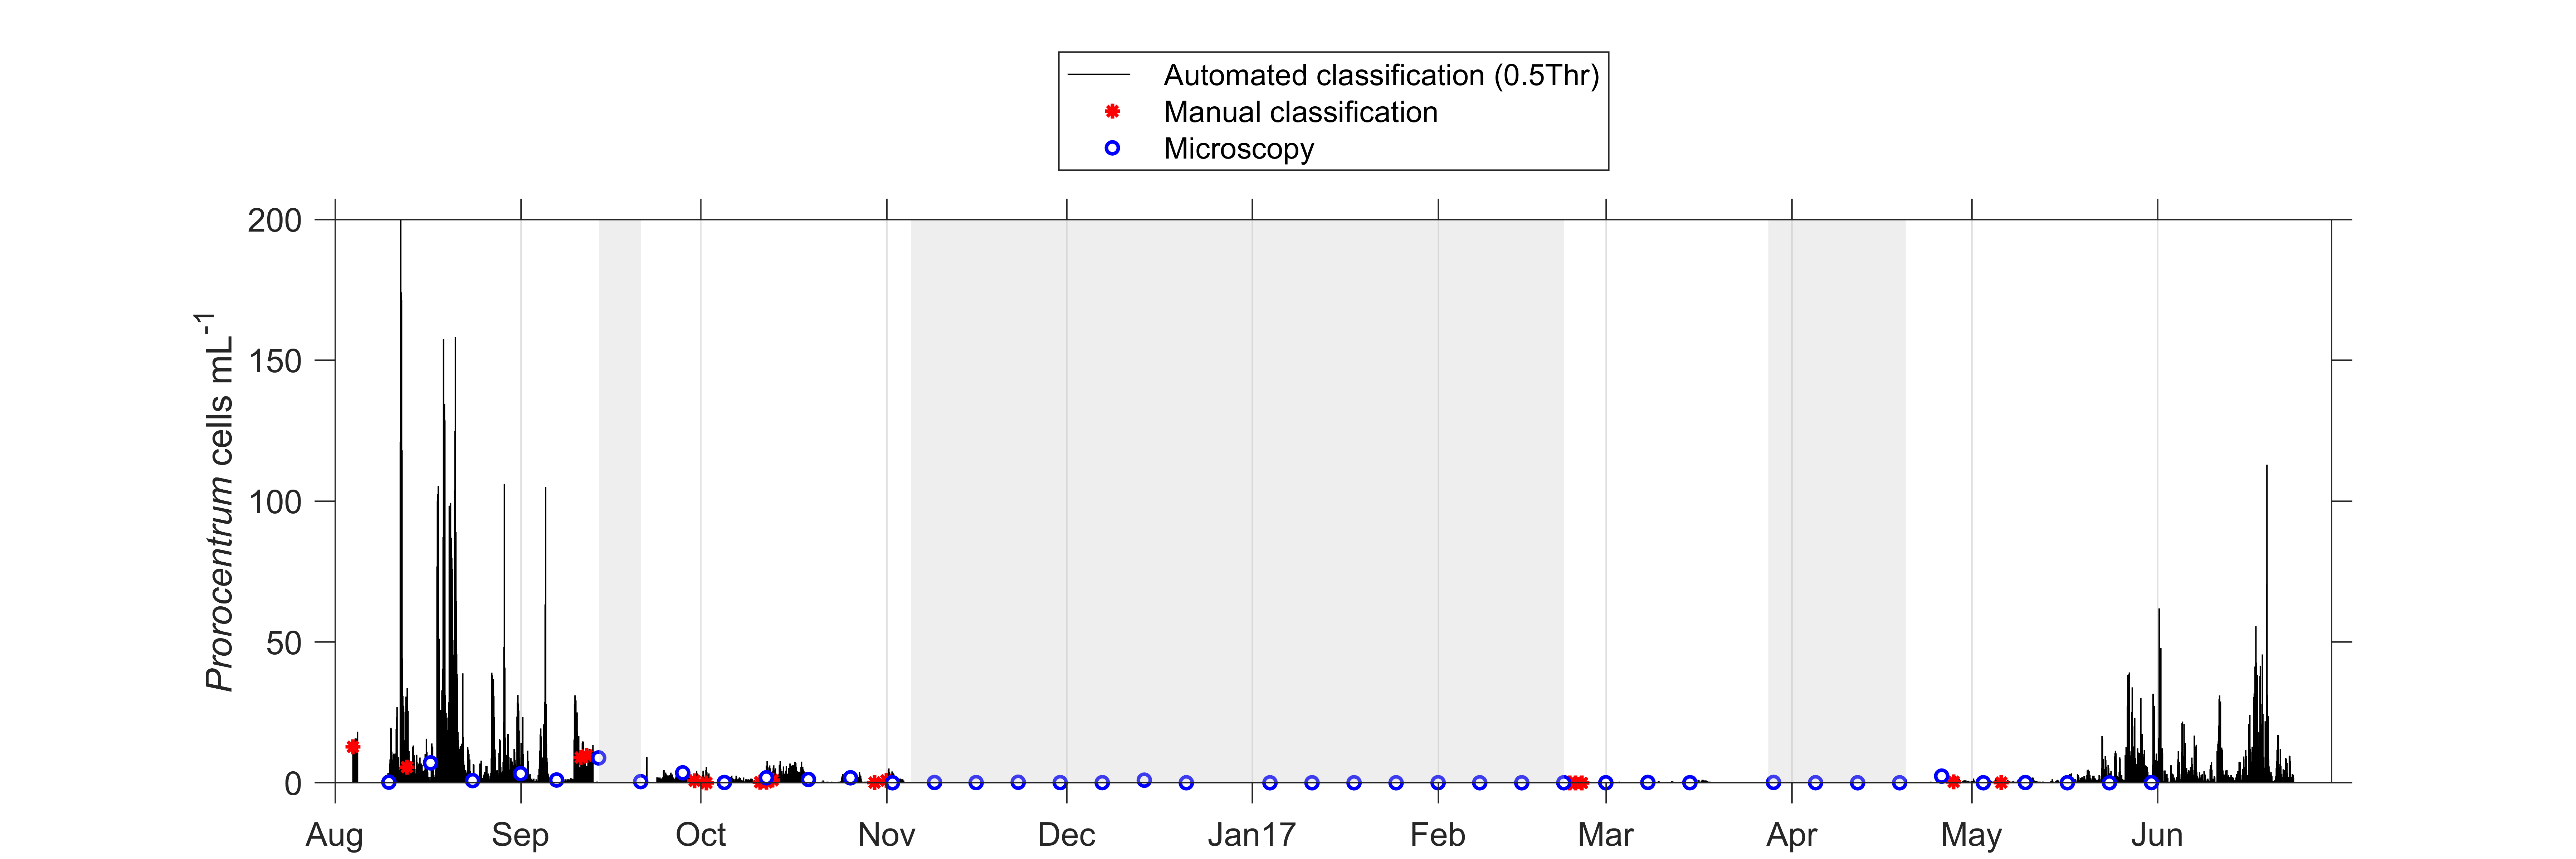 Automated classification (0.5Thr)
Manual classification
Microscopy
Prorocentrum cells mL-1
200
150
100
50
0
Aug Sep Oct Nov Dec Jan17 Feb Mar Apr May Jun